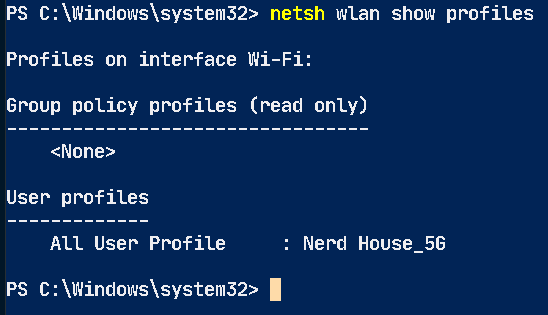 PS C:\Windows\system32> netsh wlan show profiles
Profiles on interface Wi-Fi:
Group policy profiles (read only)
---------------------------------
    <None>
User profiles
-------------
    All User Profile     : Nerd House_5G
PS C:\Windows\system32>